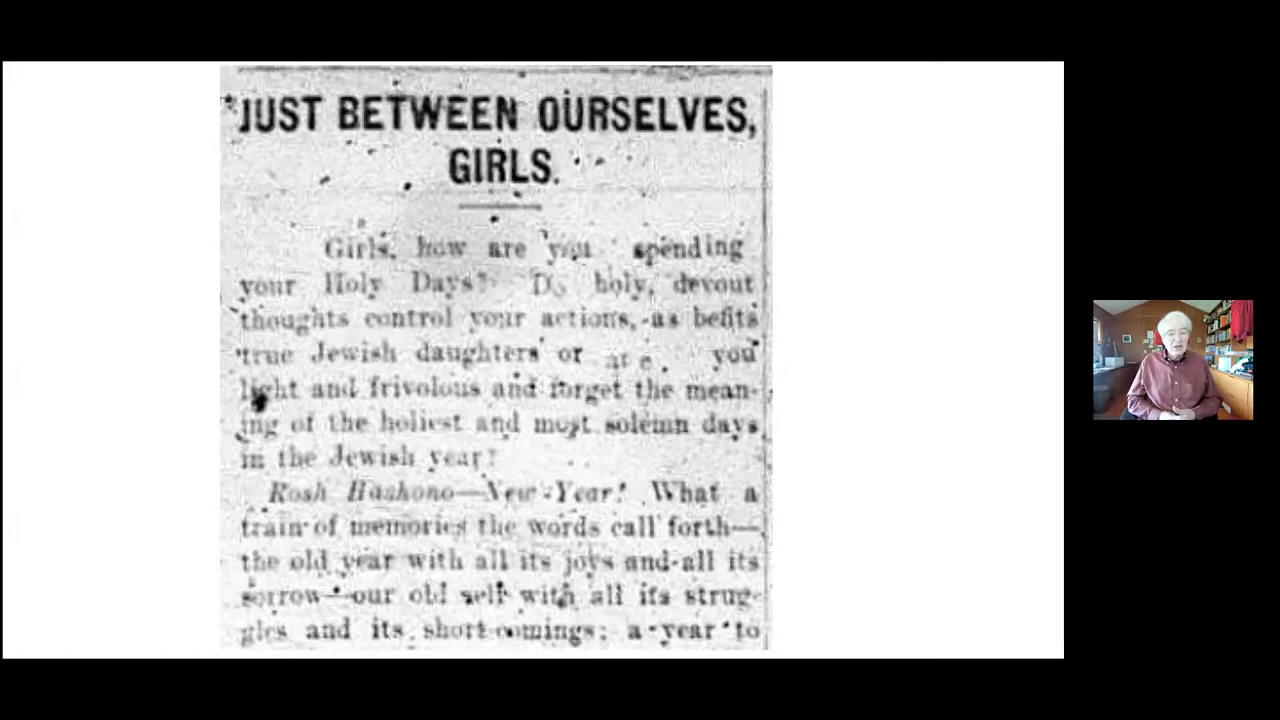 JUST BETWEEN OURSELVES,
GIRLS.
Girls, how are you spending
your Holy Days? Do holy, devout
thoughts control your actions, as befits
true Jewish daughters or are you
light and frivolous and forget the mean-
ing of the holiest and most solemn days
in the Jewish year?
Rosh Hashono—New Year! What a
train of memories the words call forth—
the old year with all its joys and all its
sorrow—our old self with all its strug-
gles and its short-comings; a year to